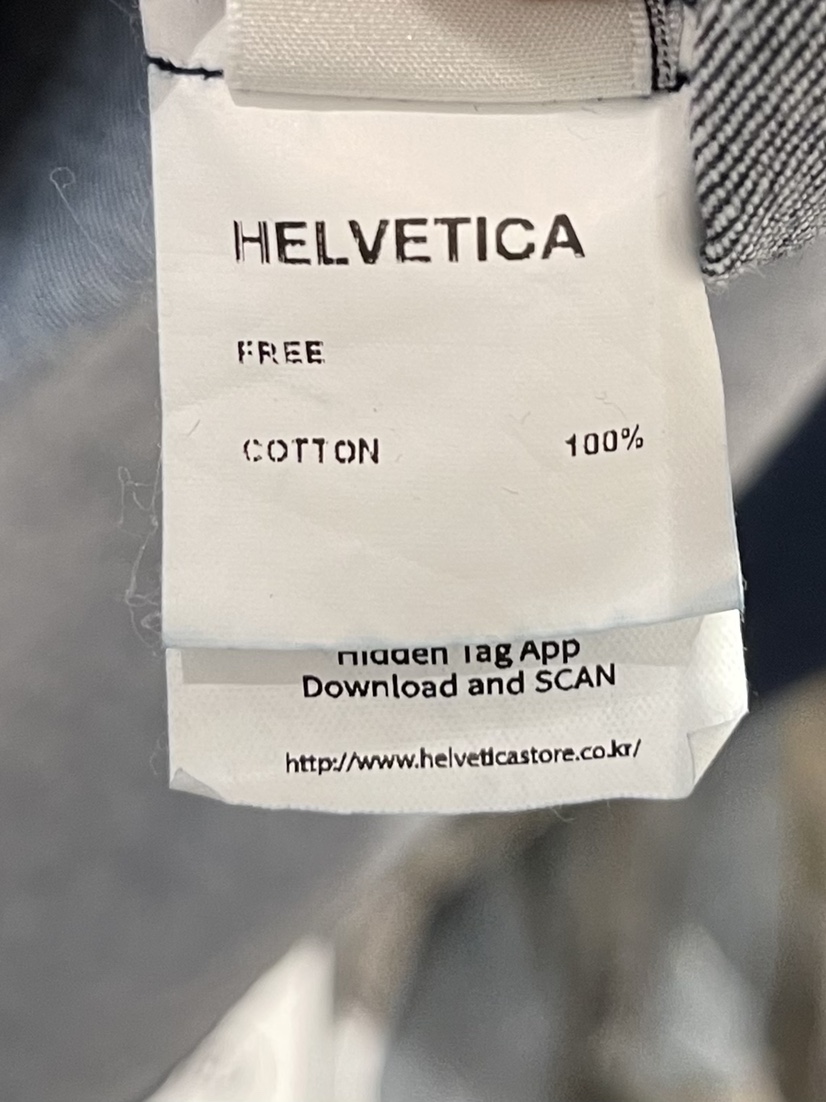 HELVETICA
FREE
COTTON 100%
Hidden Tag App
Download and SCAN
http://www.helveticastore.co.kr/